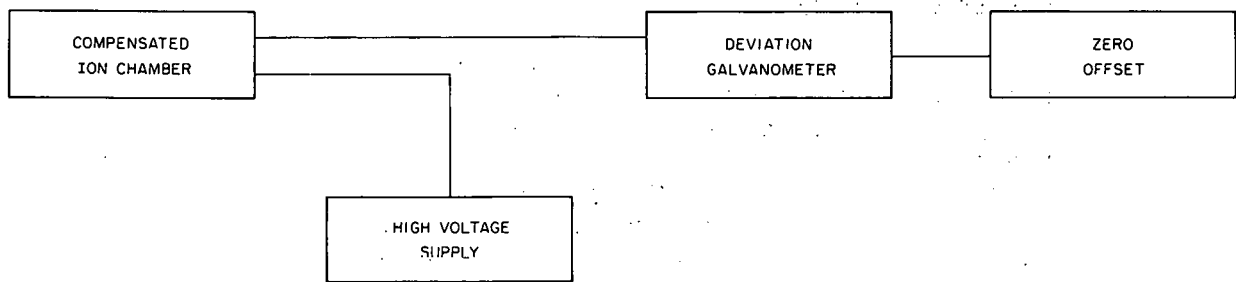 COMPENSATED
ION CHAMBER
DEVIATION
GALVANOMETER
ZERO
OFFSET
HIGH VOLTAGE
SUPPLY